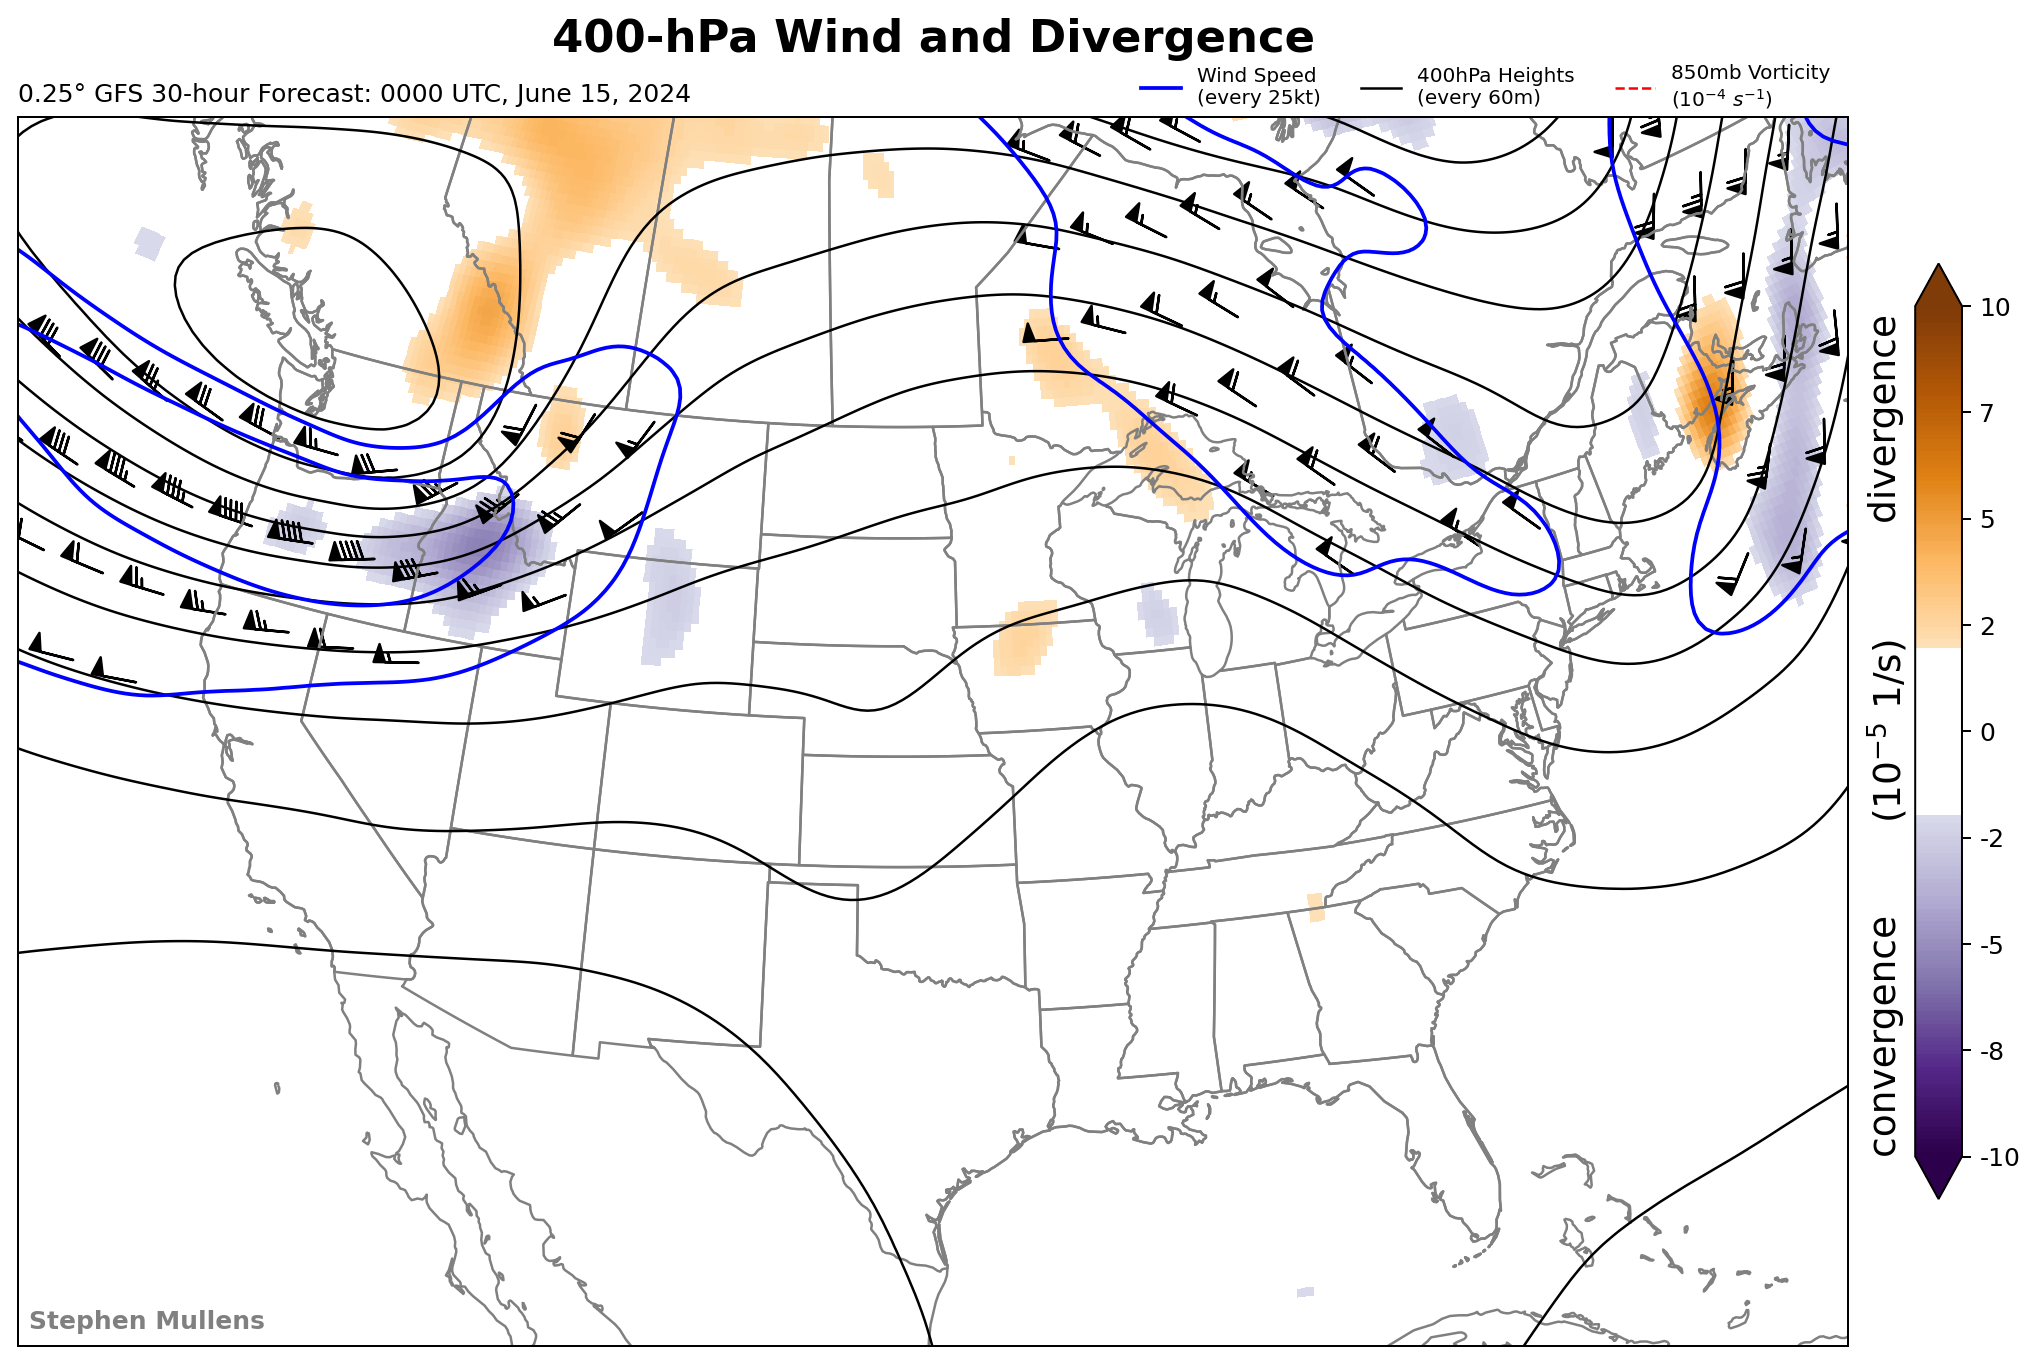 400-hPa Wind and Divergence
0.25° GFS 30-hour Forecast: 0000 UTC, June 15, 2024
Wind Speed
(every 25kt)
400hPa Heights
(every 60m)
850mb Vorticity
(10⁻⁴ s⁻¹)
10
7
5
2
0
-2
-5
-8
-10
convergence (10⁻⁵ 1/s) divergence
Stephen Mullens